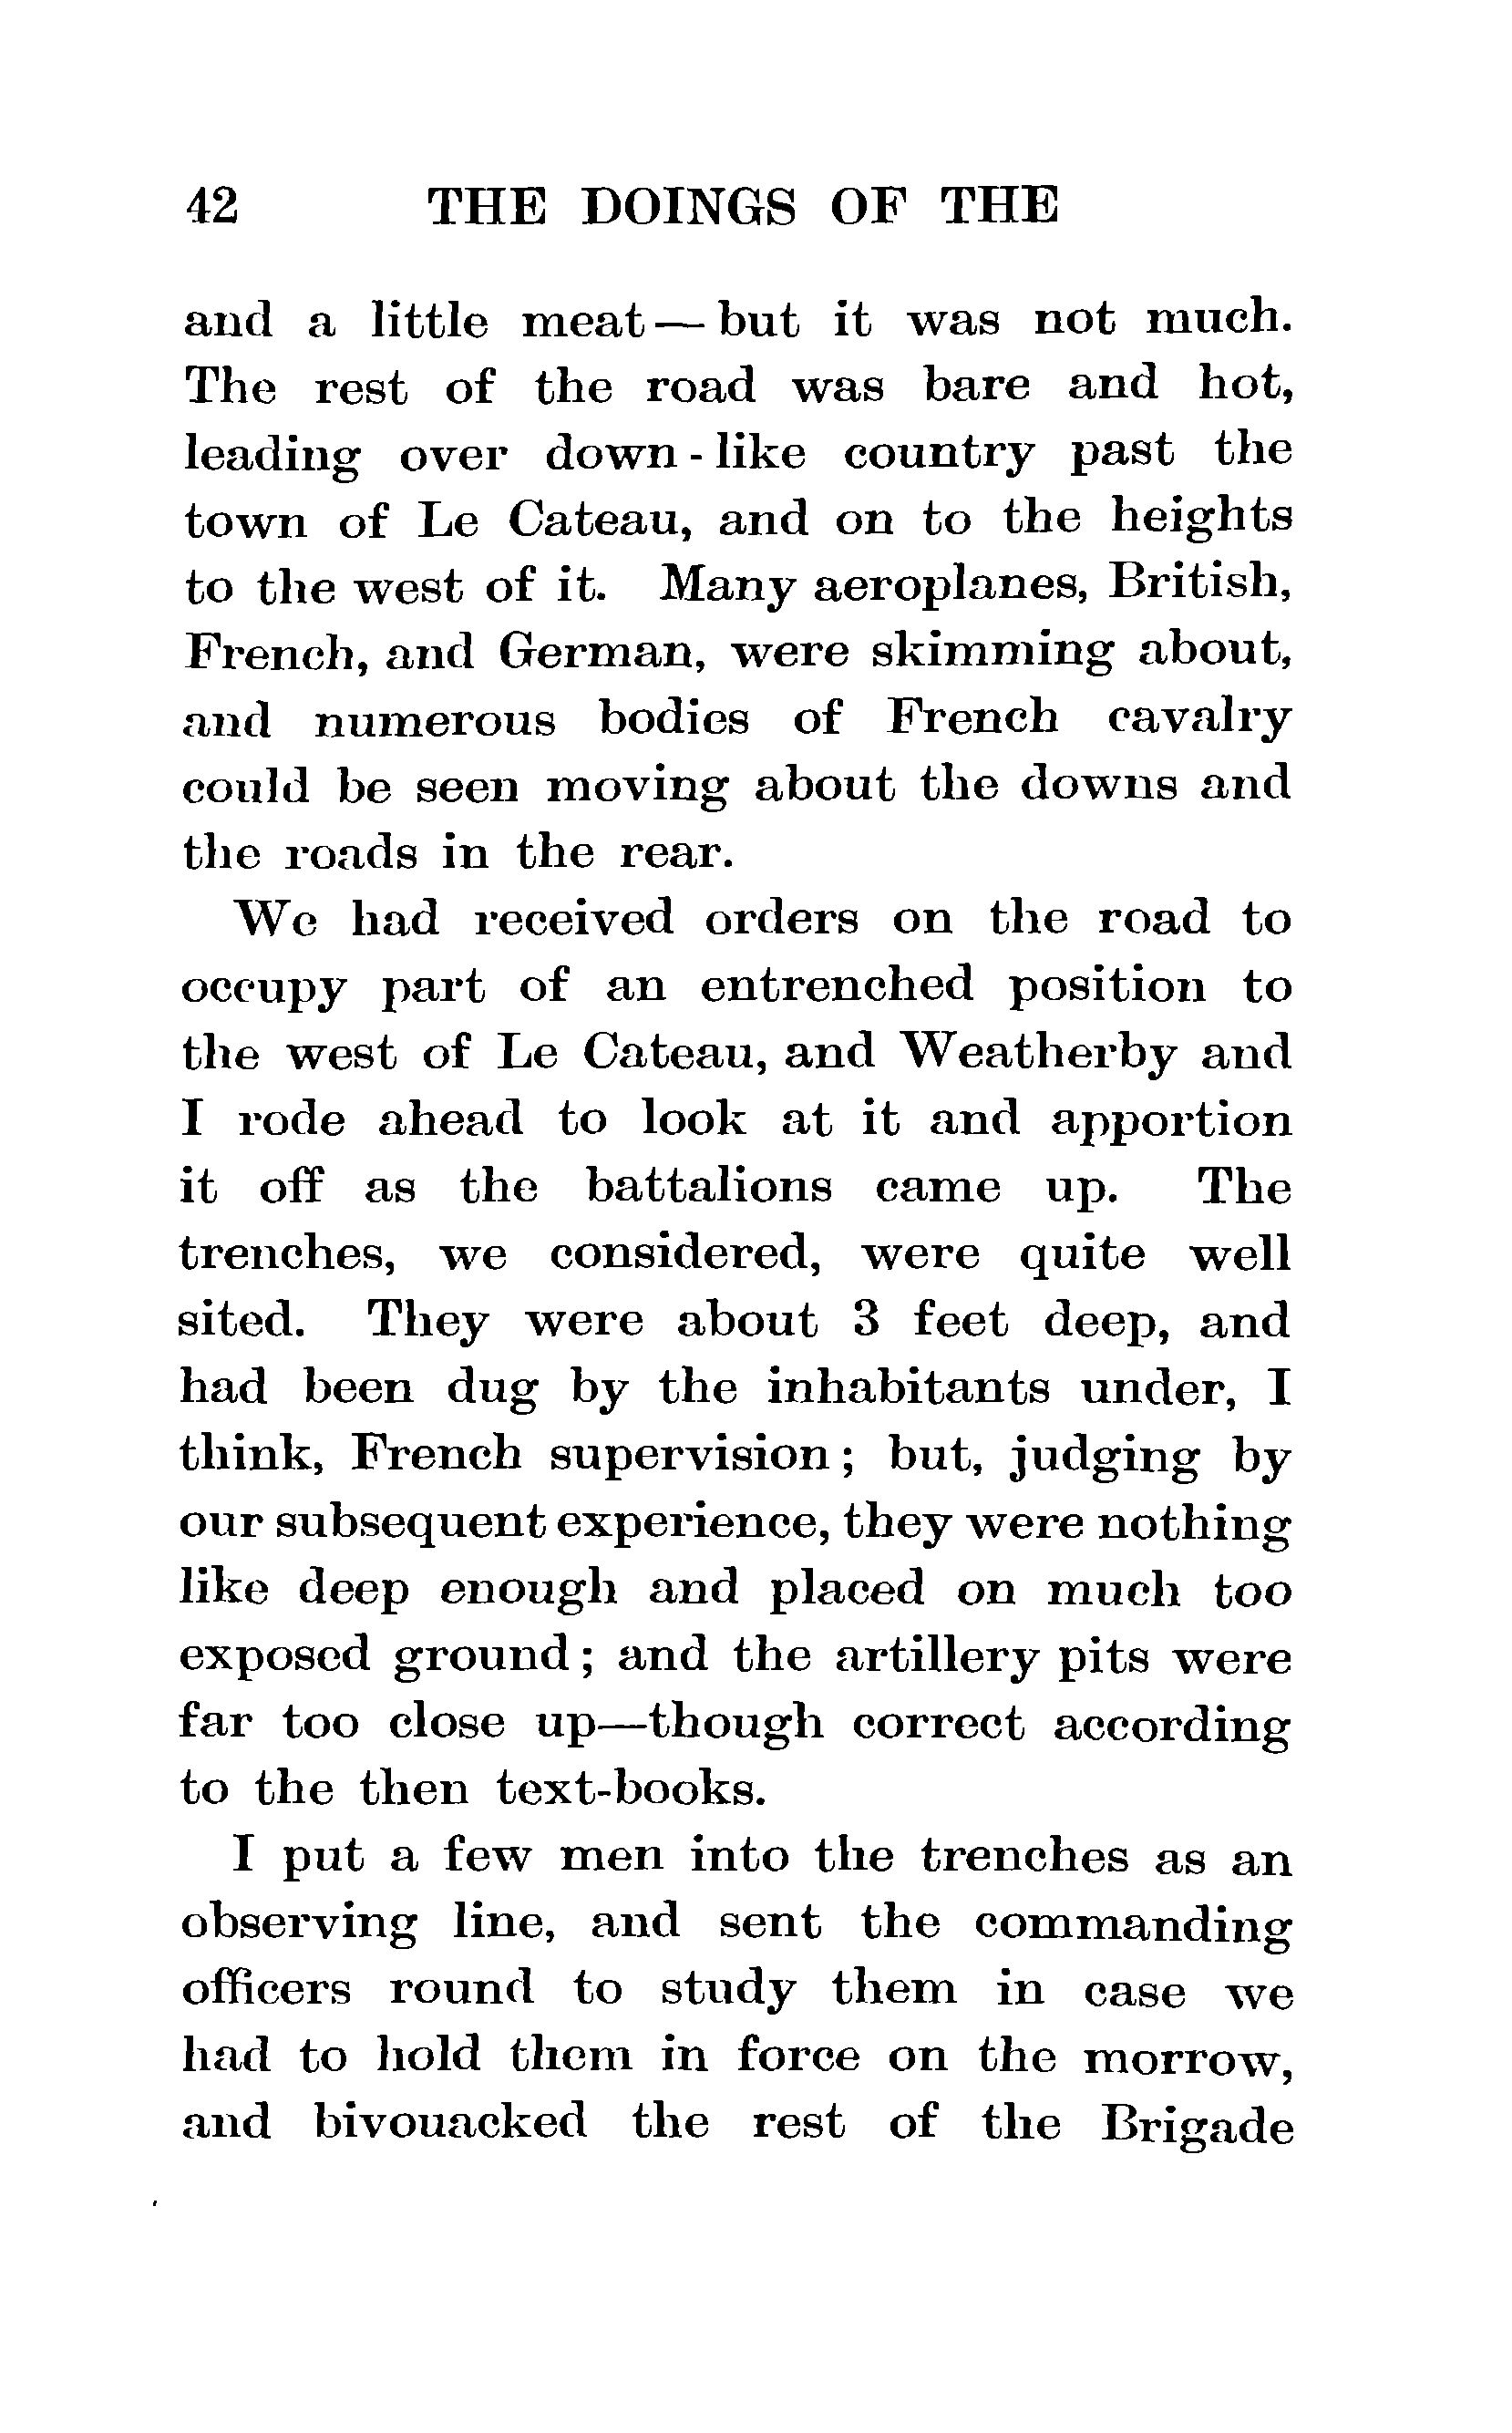 42 THE DOINGS OF THE
and a little meat — but it was not much.
The rest of the road was bare and hot,
leading over down-like country past the
town of Le Cateau, and on to the heights
to the west of it. Many aeroplanes, British,
French, and German, were skimming about,
and numerous bodies of French cavalry
could be seen moving about the downs and
the roads in the rear.
We had received orders on the road to
occupy part of an entrenched position to
the west of Le Cateau, and Weatherby and
I rode ahead to look at it and apportion
it off as the battalions came up. The
trenches, we considered, were quite well
sited. They were about 3 feet deep, and
had been dug by the inhabitants under, I
think, French supervision; but, judging by
our subsequent experience, they were nothing
like deep enough and placed on much too
exposed ground; and the artillery pits were
far too close up—though correct according
to the then text-books.
I put a few men into the trenches as an
observing line, and sent the commanding
officers round to study them in case we
had to hold them in force on the morrow,
and bivouacked the rest of the Brigade